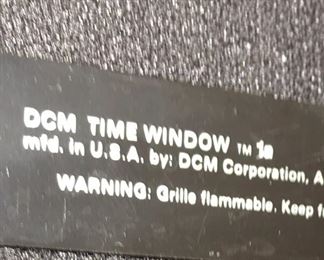 DCM TIME WINDOW TM 1a
mfd. in U.S.A. by: DCM Corporation, A
WARNING: Grille flammable. Keep f